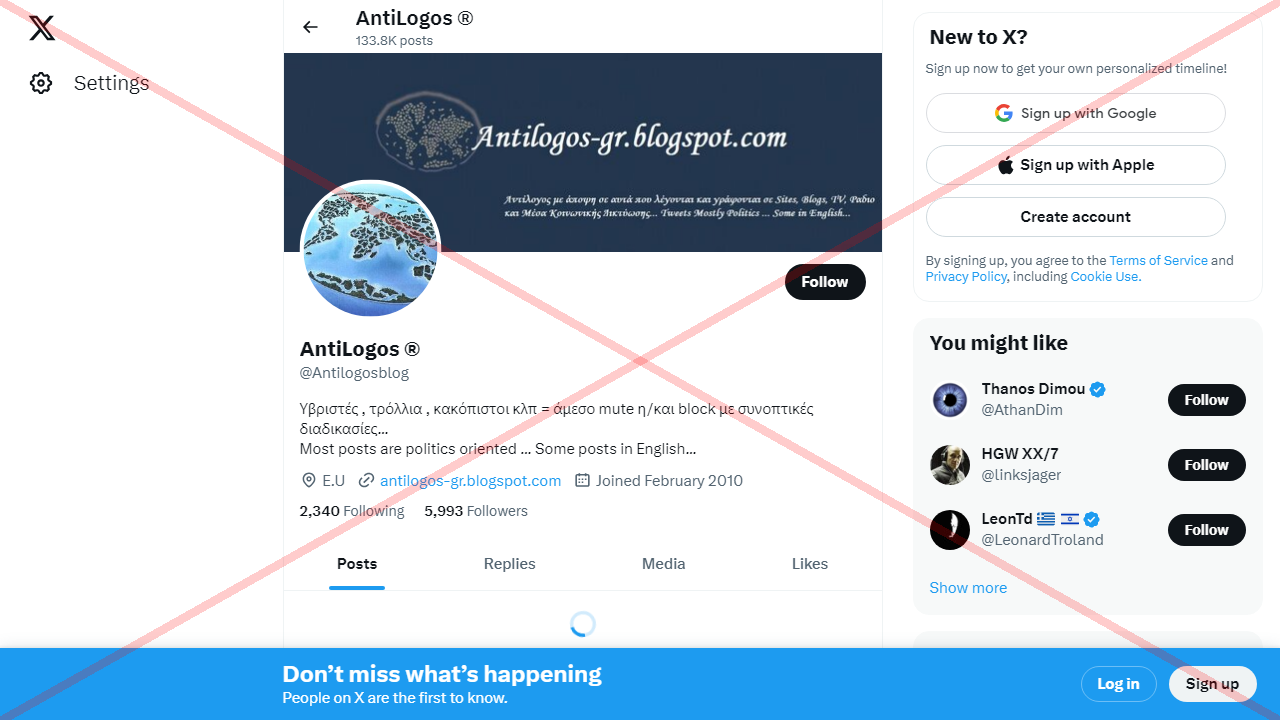 Settings
AntiLogos ®
133.8K posts
Antilogos-gr.blogspot.com
Αντίλογος με άποψη σε αυτά που λέγονται και γράφονται σε Sites, Blogs, TV, Ραδιο
και Μέσα Κοινωνικής Δικτύωσης... Tweets Mostly Politics ... Some in English...
Follow
AntiLogos ®
@Antilogosblog
Υβριστές , τρόλλια , κακόπιστοι κλπ = άμεσο mute η/και block με συνοπτικές
διαδικασίες...
Most posts are politics oriented ... Some posts in English...
E.U antilogos-gr.blogspot.com Joined February 2010
2,340 Following 5,993 Followers
Posts Replies Media Likes
New to X?
Sign up now to get your own personalized timeline!
Sign up with Google
Sign up with Apple
Create account
By signing up, you agree to the Terms of Service and
Privacy Policy, including Cookie Use.
You might like
Thanos Dimou
@AthanDim
Follow
HGW XX/7
@linksjager
Follow
LeonTd
@LeonardTroland
Follow
Show more
Don’t miss what’s happening
People on X are the first to know.
Log in
Sign up